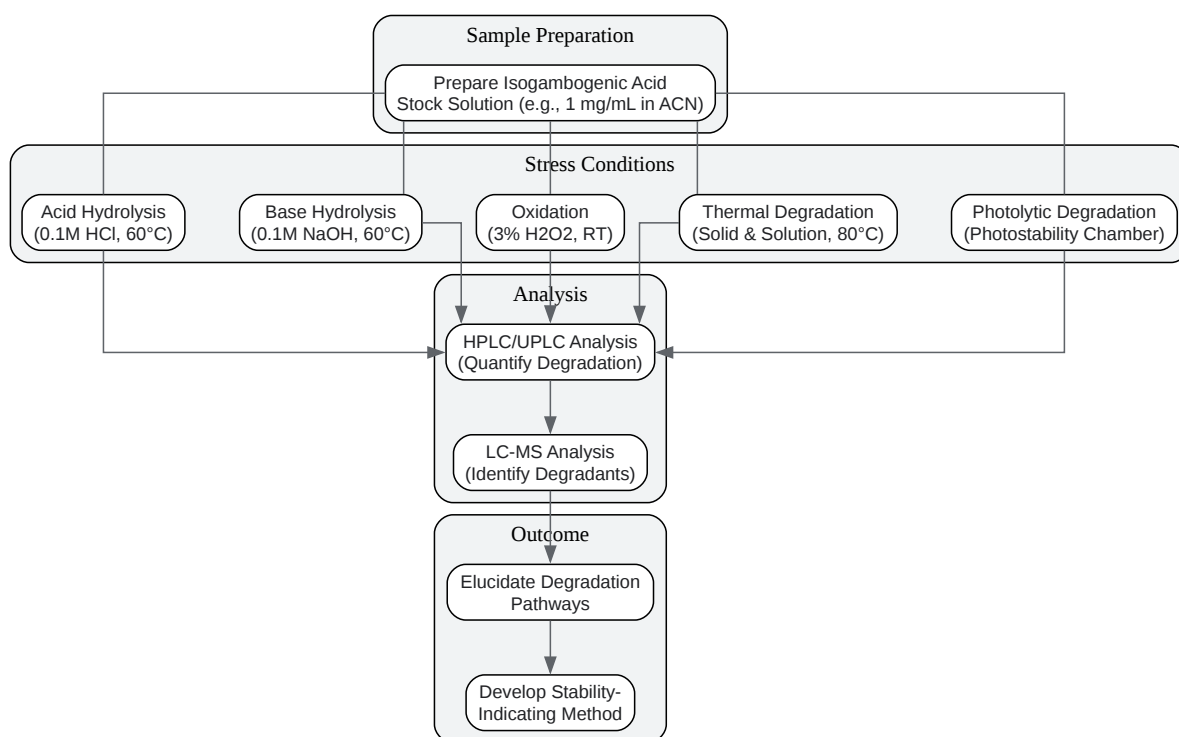 Sample Preparation
Prepare Isogambogenic Acid
Stock Solution (e.g., 1 mg/mL in ACN)
Stress Conditions
Acid Hydrolysis
(0.1M HCl, 60°C)
Base Hydrolysis
(0.1M NaOH, 60°C)
Oxidation
(3% H2O2, RT)
Thermal Degradation
(Solid & Solution, 80°C)
Photolytic Degradation
(Photostability Chamber)
Analysis
HPLC/UPLC Analysis
(Quantify Degradation)
LC-MS Analysis
(Identify Degradants)
Outcome
Elucidate Degradation
Pathways
Develop Stability-
Indicating Method